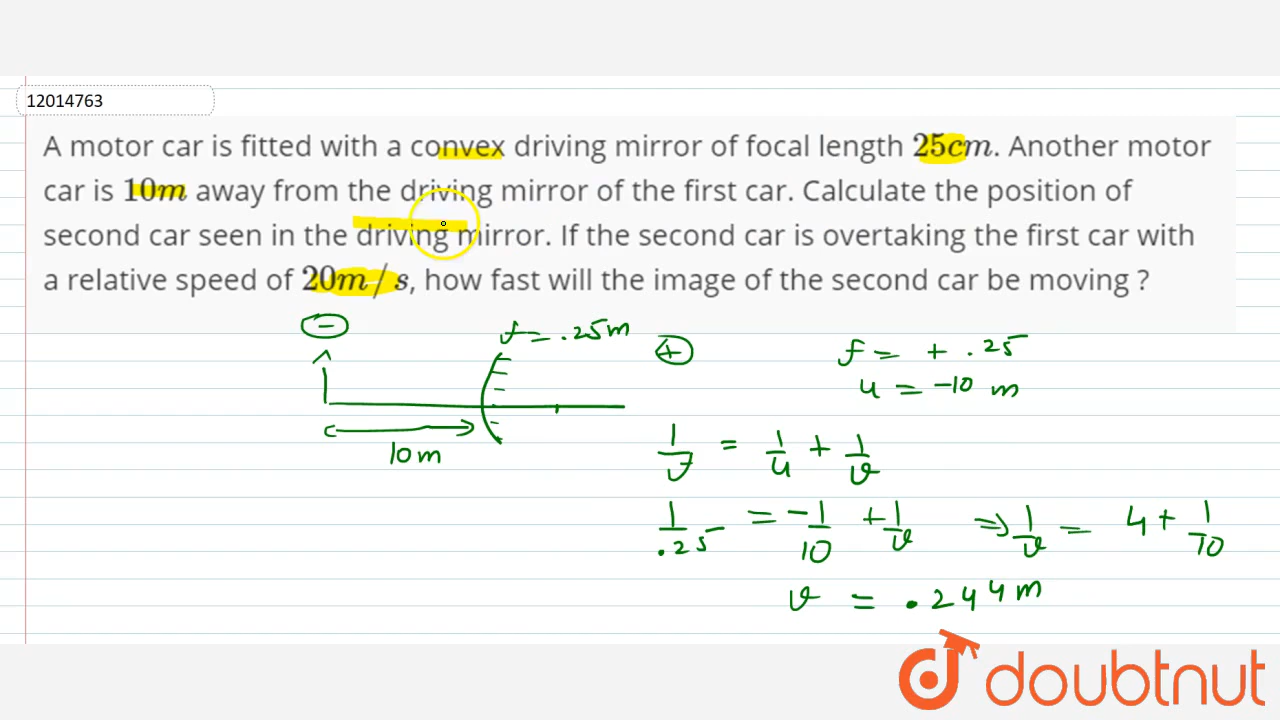 12014763
A motor car is fitted with a convex driving mirror of focal length 25cm. Another motor
car is 10m away from the driving mirror of the first car. Calculate the position of
second car seen in the driving mirror. If the second car is overtaking the first car with
a relative speed of 20m/s, how fast will the image of the second car be moving ?
−
f = .25m
+
f = + .25
u = -10 m
10m
1/f = 1/u + 1/v
1/.25 = -1/10 + 1/v ⇒ 1/v = 4 + 1/10
v = .244m
doubtnut